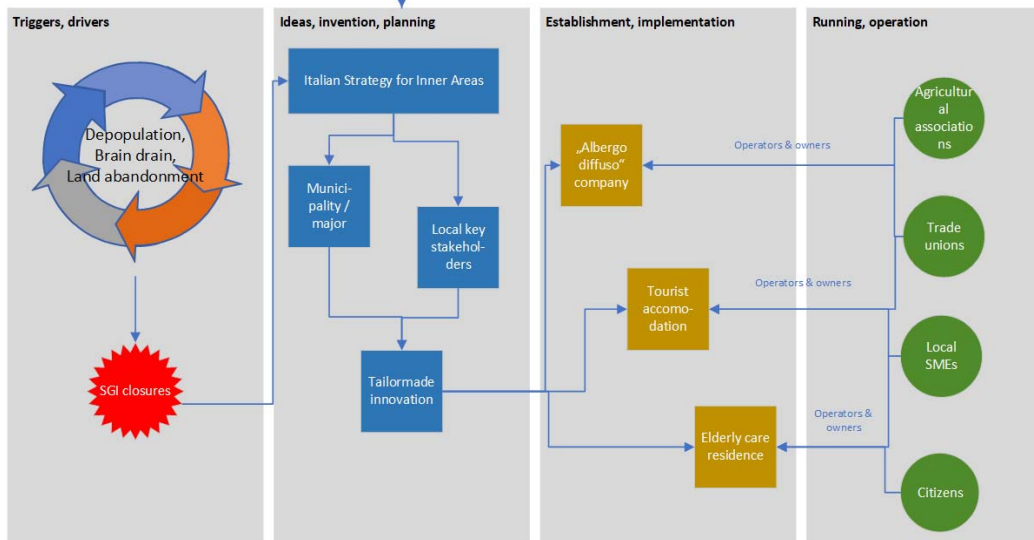 Triggers, drivers
Depopulation,
Brain drain,
Land abandonment
SGI closures
Ideas, invention, planning
Italian Strategy for Inner Areas
Munici-
pality /
major
Local key
stakehol-
ders
Tailormade
innovation
Establishment, implementation
„Albergo
diffuso“
company
Tourist
accomo-
dation
Elderly care
residence
Running, operation
Operators & owners
Operators & owners
Operators &
owners
Agricultur
al
associatio
ns
Trade
unions
Local
SMEs
Citizens